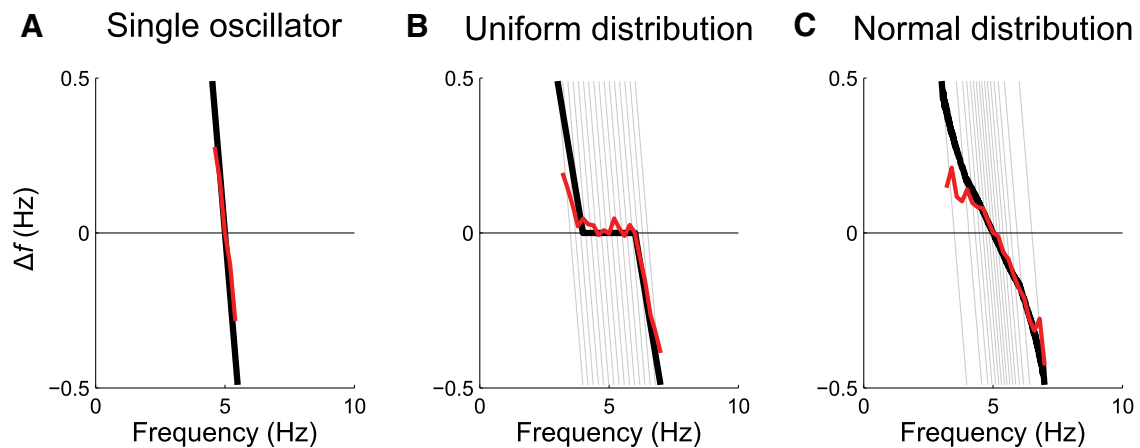 A Single oscillator
B Uniform distribution
C Normal distribution
Δf (Hz)
0.5
0
−0.5
0 5 10
Frequency (Hz)
0.5
0
−0.5
0 5 10
Frequency (Hz)
0.5
0
−0.5
0 5 10
Frequency (Hz)